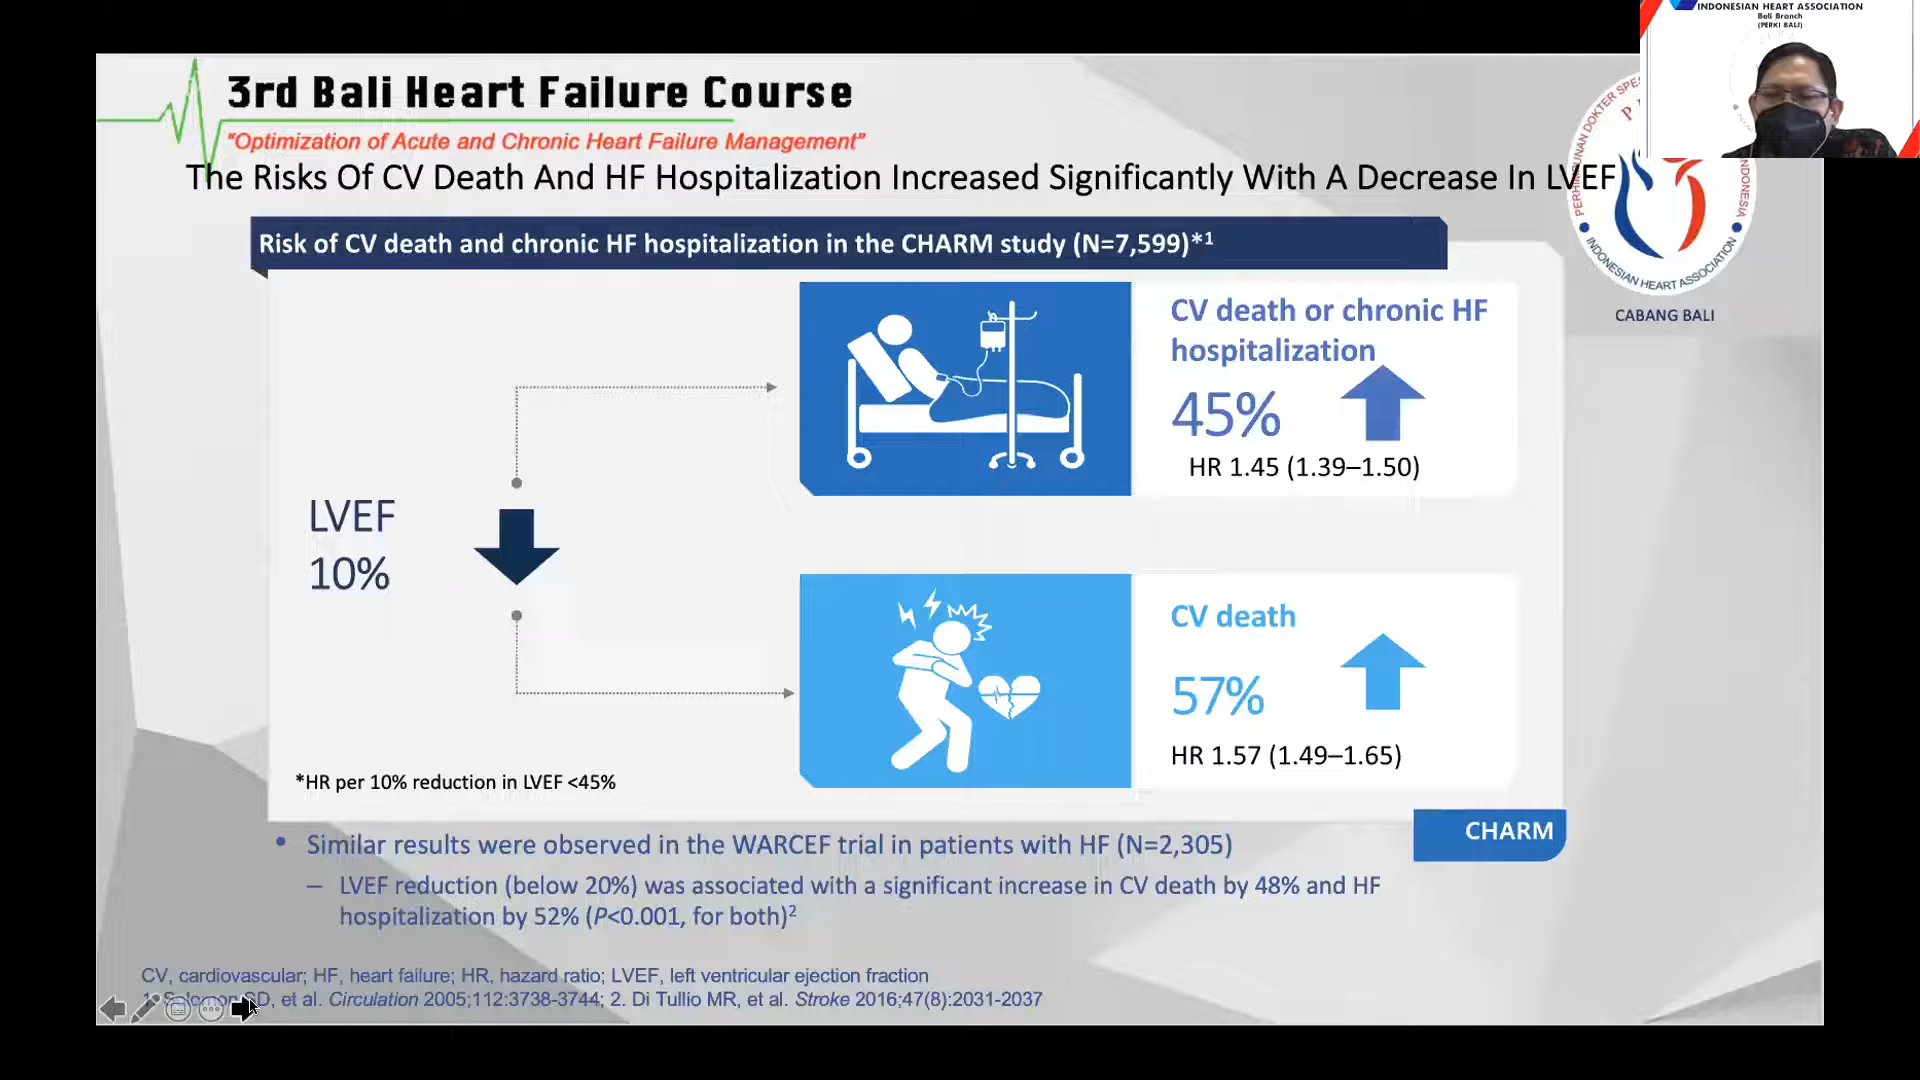 INDONESIAN HEART ASSOCIATION
Bali Branch
(PERKI BALI)
3rd Bali Heart Failure Course
“Optimization of Acute and Chronic Heart Failure Management”
The Risks Of CV Death And HF Hospitalization Increased Significantly With A Decrease In LVEF
INDONESIAN HEART ASSOCIATION
CABANG BALI
Risk of CV death and chronic HF hospitalization in the CHARM study (N=7,599)*1
CV death or chronic HF
hospitalization
45%
HR 1.45 (1.39–1.50)
LVEF
10%
CV death
57%
HR 1.57 (1.49–1.65)
*HR per 10% reduction in LVEF <45%
CHARM
• Similar results were observed in the WARCEF trial in patients with HF (N=2,305)
– LVEF reduction (below 20%) was associated with a significant increase in CV death by 48% and HF
hospitalization by 52% (P<0.001, for both)2
CV, cardiovascular; HF, heart failure; HR, hazard ratio; LVEF, left ventricular ejection fraction
1. Solomon SD, et al. Circulation 2005;112:3738-3744; 2. Di Tullio MR, et al. Stroke 2016;47(8):2031-2037